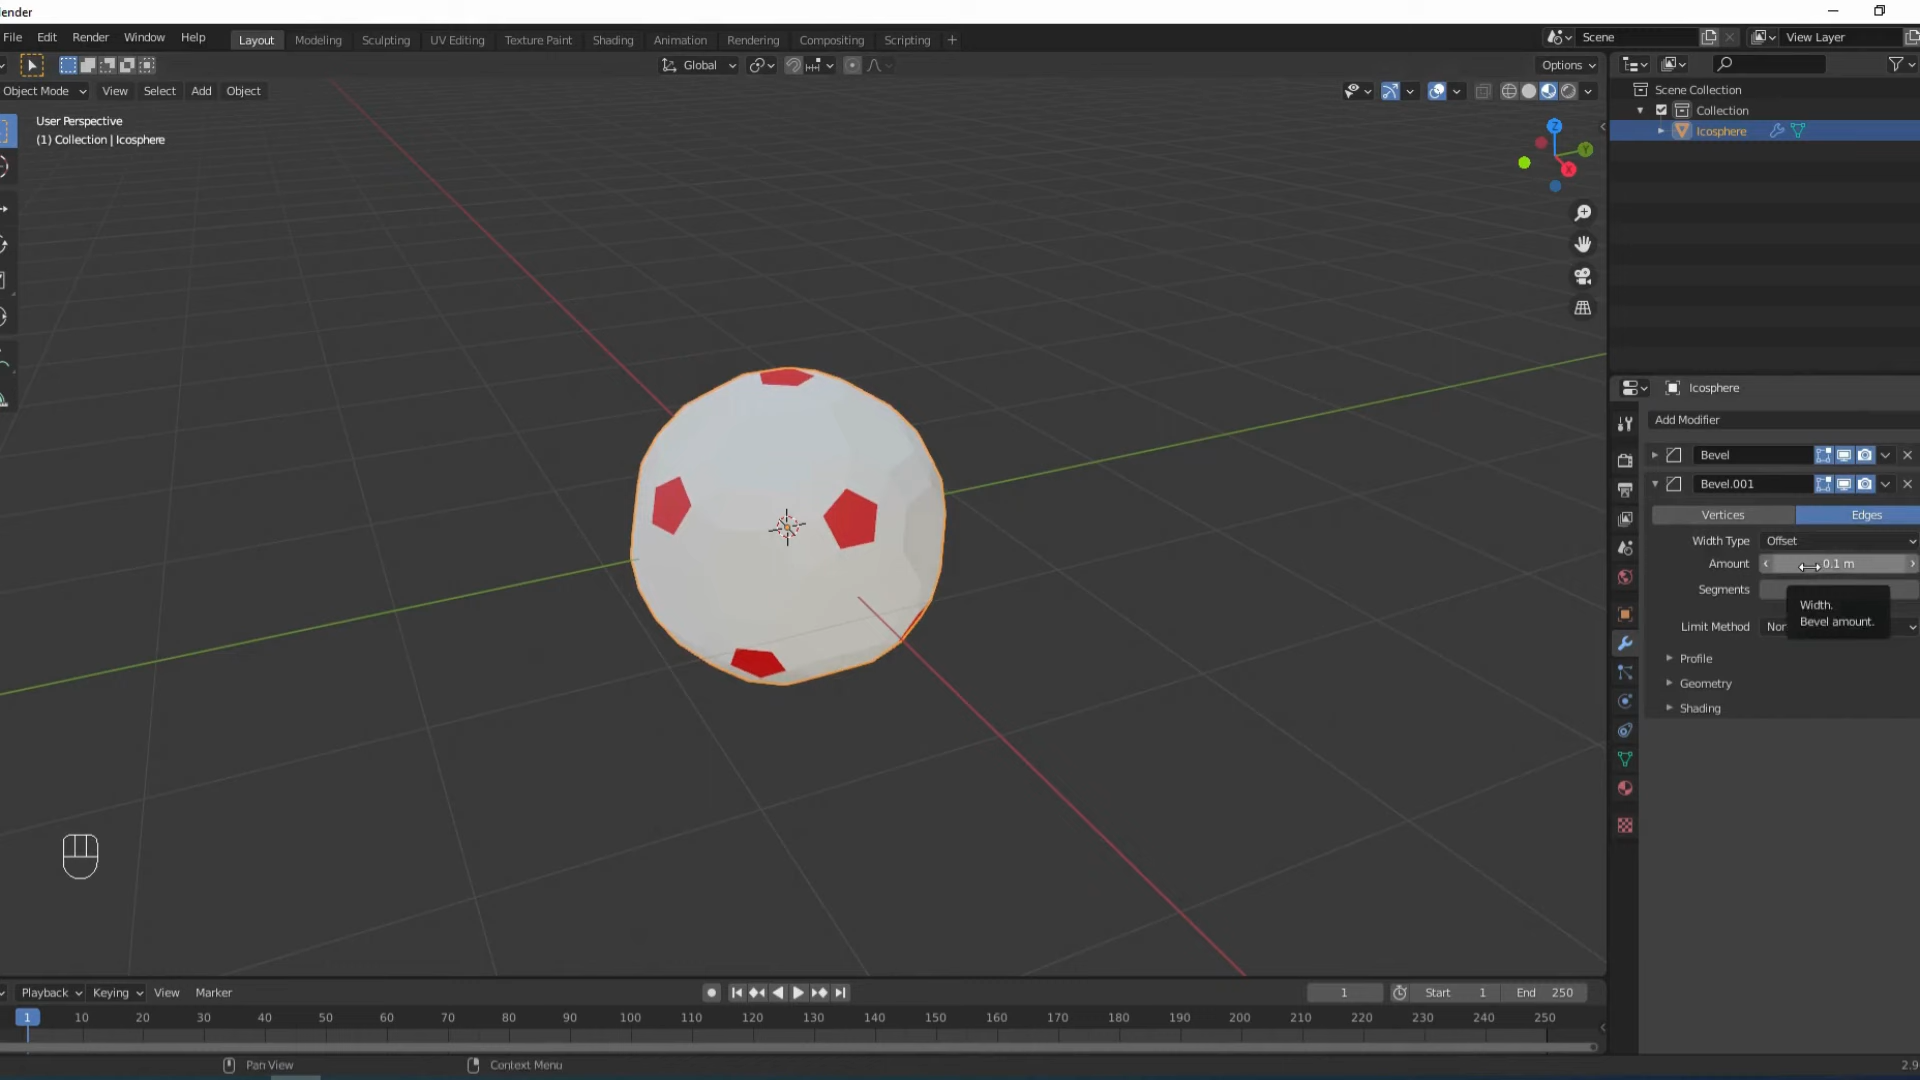 lender
File Edit Render Window Help
Layout Modeling Sculpting UV Editing Texture Paint Shading Animation Rendering Compositing Scripting +
Scene
View Layer
Global
Options
Object Mode View Select Add Object
User Perspective
(1) Collection | Icosphere
Z
Y
X
Scene Collection
Collection
Icosphere
Icosphere
Add Modifier
Bevel
Bevel.001
Vertices Edges
Width Type Offset
Amount 0.1 m
Segments
Width.
Bevel amount.
Limit Method Nor
Profile
Geometry
Shading
Playback Keying View Marker
1 Start 1 End 250
1 10 20 30 40 50 60 70 80 90 100 110 120 130 140 150 160 170 180 190 200 210 220 230 240 250
Pan View Context Menu 2.9